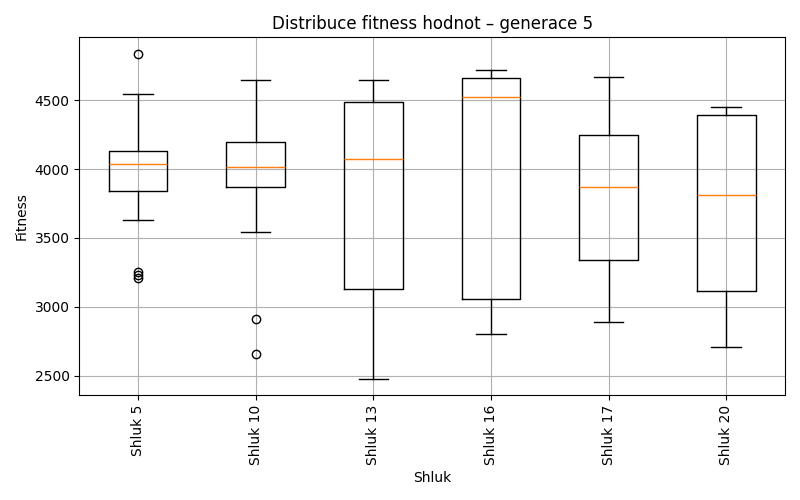 Distribuce fitness hodnot – generace 5
Fitness
4500
4000
3500
3000
2500
Shluk 5
Shluk 10
Shluk 13
Shluk 16
Shluk 17
Shluk 20
Shluk